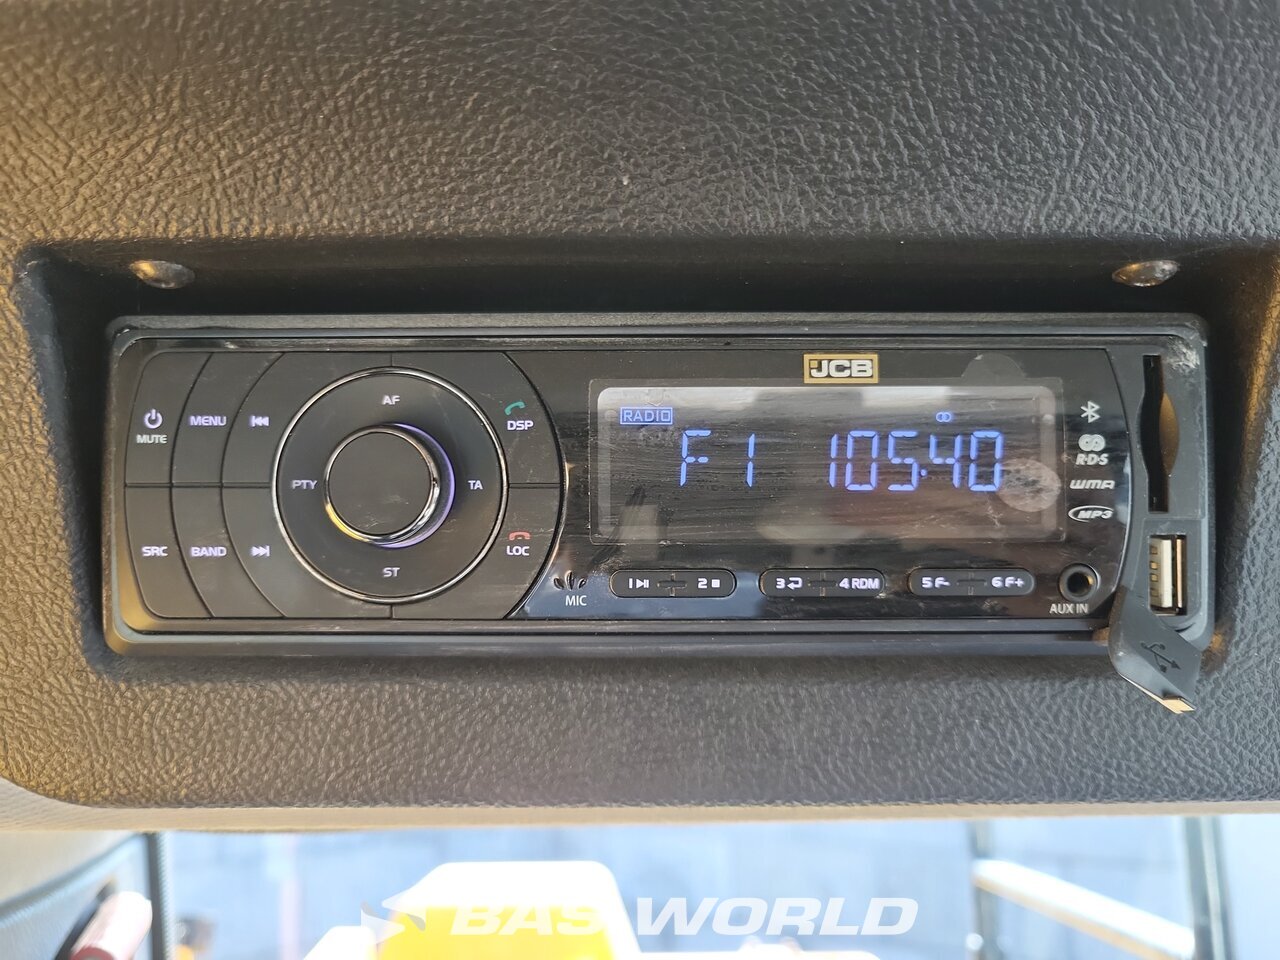 JCB
RADIO
F1 105.40
AF
MUTE
MENU
DSP
PTY
TA
SRC
BAND
LOC
ST
R·D·S
WMA
MP3
MIC
1
2
3
4 RDM
5 F-
6 F+
AUX IN
BAS WORLD